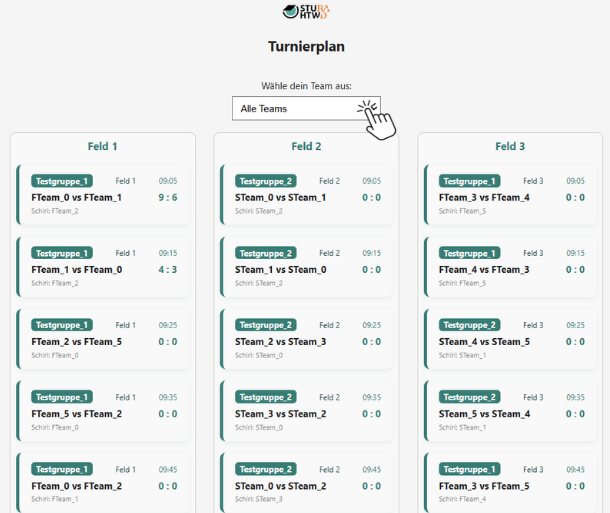 STURA
HTWD
Turnierplan
Wähle dein Team aus:
Alle Teams
Feld 1
Testgruppe_1 Feld 1 09:05
FTeam_0 vs FTeam_1 9 : 6
Schiri: FTeam_2
Testgruppe_1 Feld 1 09:15
FTeam_1 vs FTeam_0 4 : 3
Schiri: FTeam_2
Testgruppe_1 Feld 1 09:25
FTeam_2 vs FTeam_5 0 : 0
Schiri: FTeam_0
Testgruppe_1 Feld 1 09:35
FTeam_5 vs FTeam_2 0 : 0
Schiri: FTeam_0
Testgruppe_1 Feld 1 09:45
FTeam_0 vs FTeam_2 0 : 0
Schiri: FTeam_1
Feld 2
Testgruppe_2 Feld 2 09:05
STeam_0 vs STeam_1 0 : 0
Schiri: STeam_2
Testgruppe_2 Feld 2 09:15
STeam_1 vs STeam_0 0 : 0
Schiri: STeam_2
Testgruppe_2 Feld 2 09:25
STeam_2 vs STeam_3 0 : 0
Schiri: STeam_0
Testgruppe_2 Feld 2 09:35
STeam_3 vs STeam_2 0 : 0
Schiri: STeam_0
Testgruppe_2 Feld 2 09:45
STeam_0 vs STeam_2 0 : 0
Schiri: STeam_3
Feld 3
Testgruppe_1 Feld 3 09:05
FTeam_3 vs FTeam_4 0 : 0
Schiri: FTeam_5
Testgruppe_1 Feld 3 09:15
FTeam_4 vs FTeam_3 0 : 0
Schiri: FTeam_5
Testgruppe_2 Feld 3 09:25
STeam_4 vs STeam_5 0 : 0
Schiri: STeam_1
Testgruppe_2 Feld 3 09:35
STeam_5 vs STeam_4 0 : 0
Schiri: STeam_1
Testgruppe_1 Feld 3 09:45
FTeam_3 vs FTeam_5 0 : 0
Schiri: FTeam_4